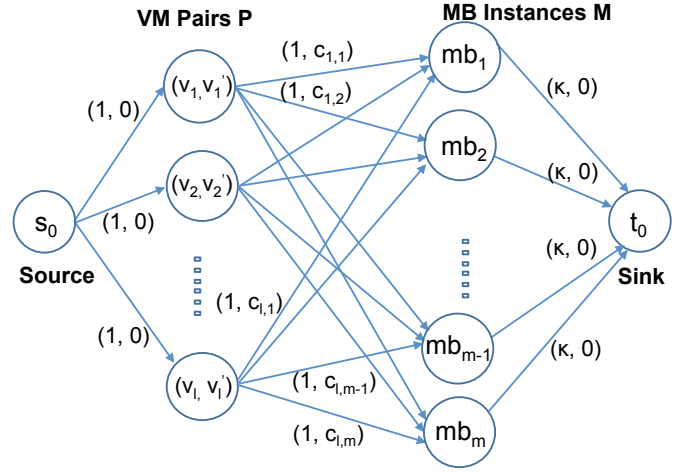 VM Pairs P
MB Instances M
(1, c1,1)
mb1
(v1,v1')
(κ, 0)
(1, c1,2)
(1, 0)
mb2
(κ, 0)
(v2,v2')
(1, 0)
s0
t0
Source
(κ, 0)
Sink
(1, cl,1)
(1, 0)
mbm-1
(κ, 0)
(vl, vl')
(1, cl,m-1)
(1, cl,m)
mbm